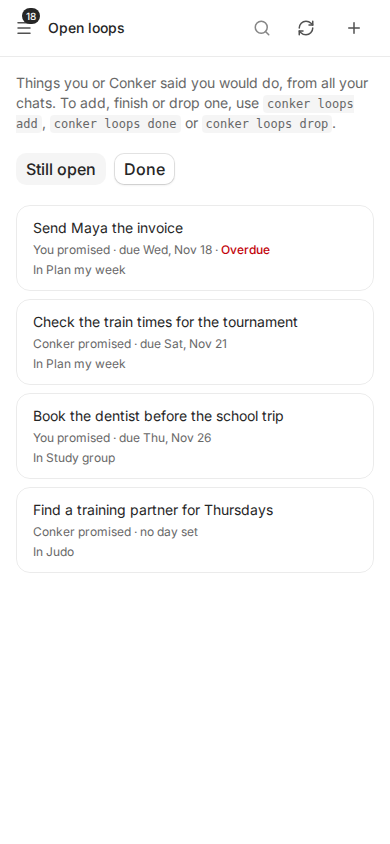 18
Open loops
Things you or Conker said you would do, from all your
chats. To add, finish or drop one, use conker loops
add, conker loops done or conker loops drop.
Still open
Done
Send Maya the invoice
You promised · due Wed, Nov 18 · Overdue
In Plan my week
Check the train times for the tournament
Conker promised · due Sat, Nov 21
In Plan my week
Book the dentist before the school trip
You promised · due Thu, Nov 26
In Study group
Find a training partner for Thursdays
Conker promised · no day set
In Judo